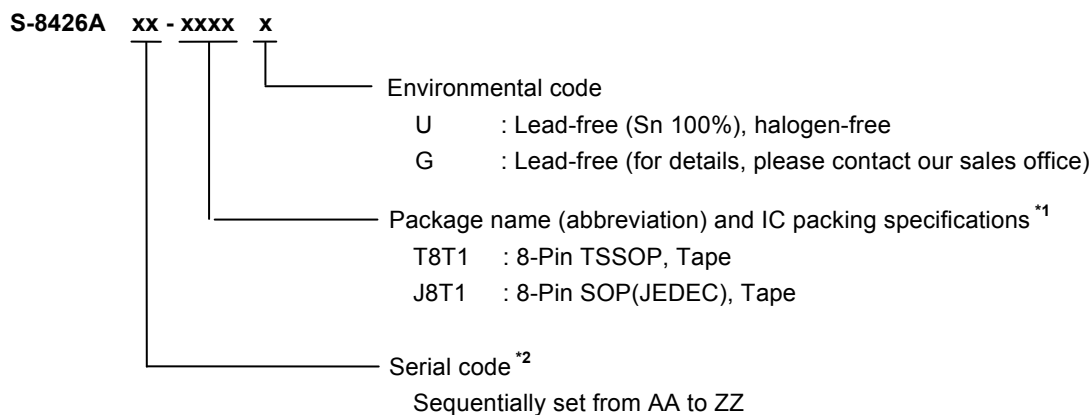 S-8426A xx - xxxx x
Environmental code
U : Lead-free (Sn 100%), halogen-free
G : Lead-free (for details, please contact our sales office)
Package name (abbreviation) and IC packing specifications *1
T8T1 : 8-Pin TSSOP, Tape
J8T1 : 8-Pin SOP(JEDEC), Tape
Serial code *2
Sequentially set from AA to ZZ